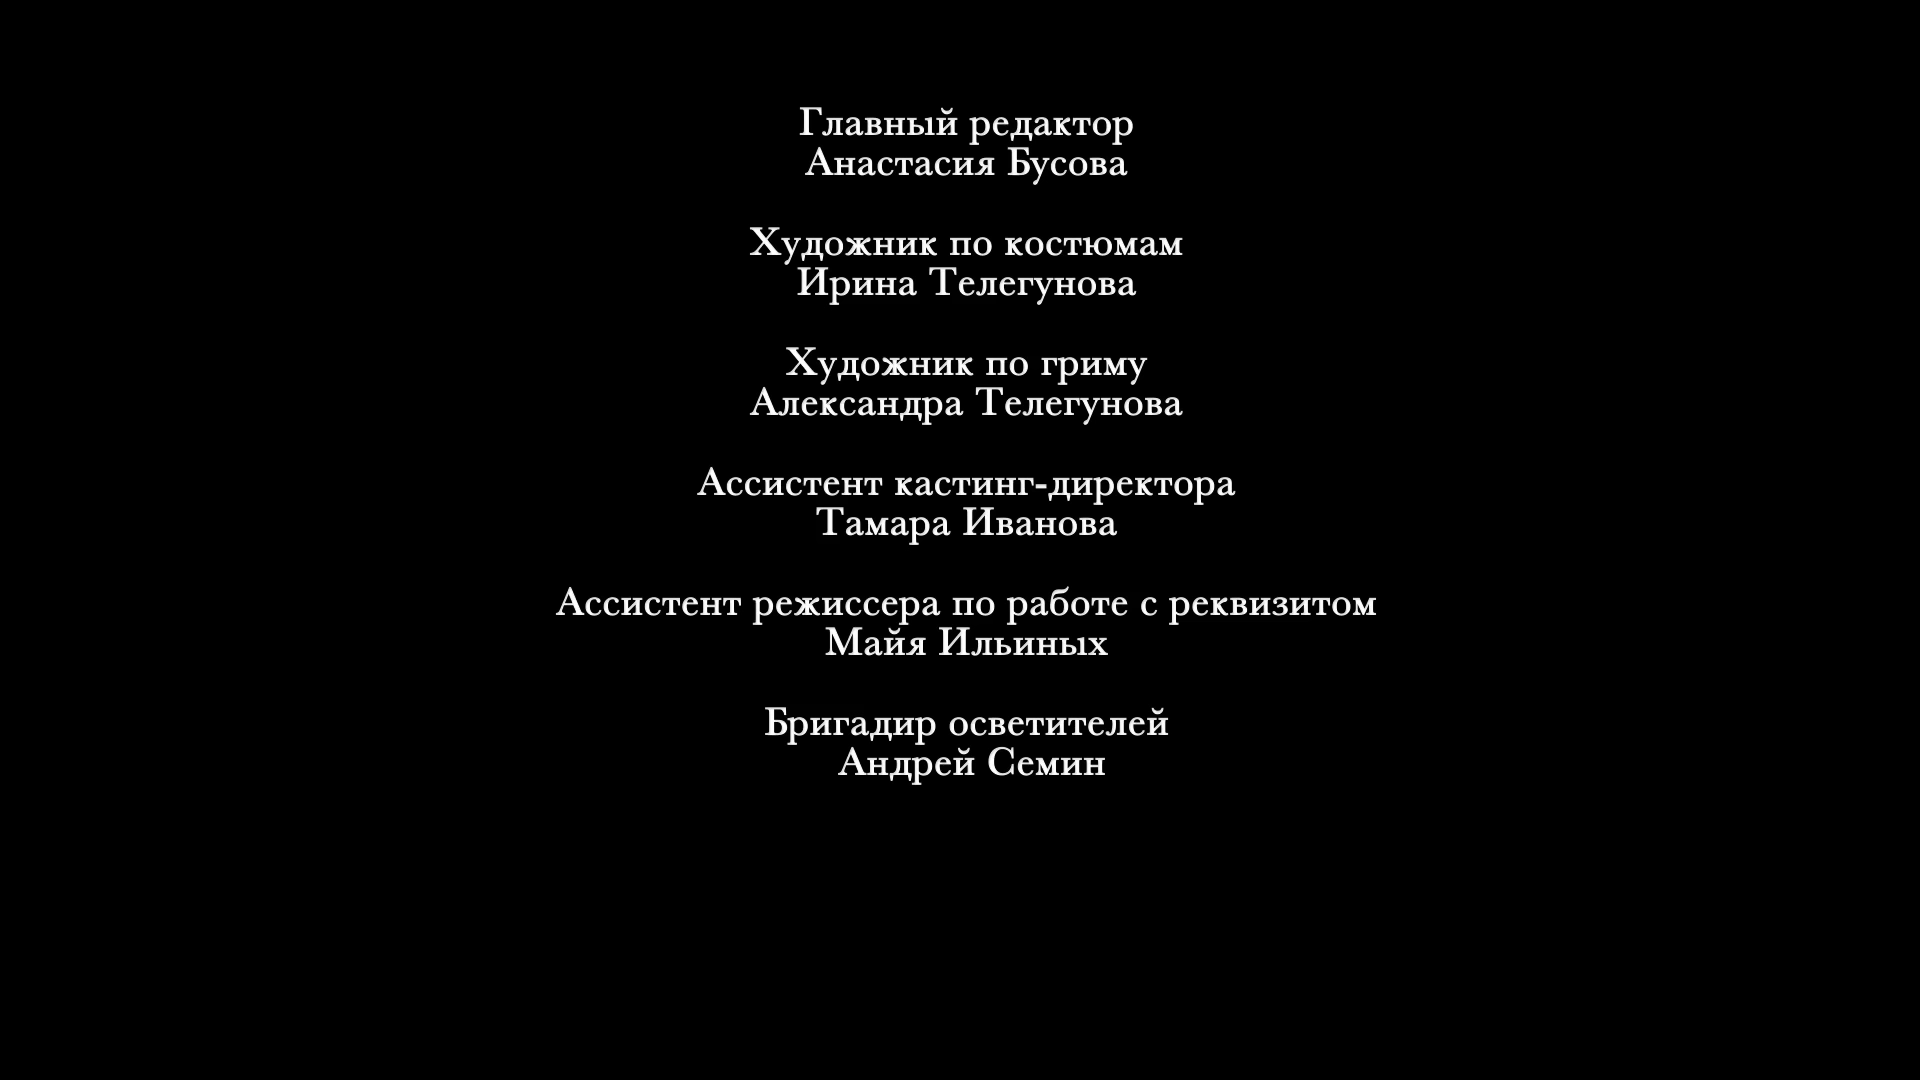 Главный редактор
Анастасия Бусова
Художник по костюмам
Ирина Телегунова
Художник по гриму
Александра Телегунова
Ассистент кастинг-директора
Тамара Иванова
Ассистент режиссера по работе с реквизитом
Майя Ильиных
Бригадир осветителей
Андрей Семин